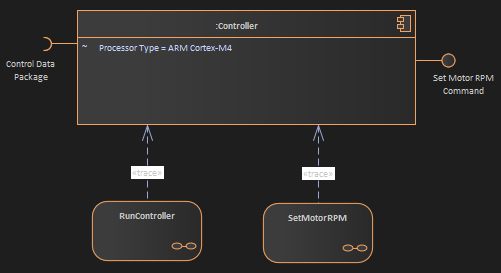 :Controller
~ Processor Type = ARM Cortex-M4
Control Data
Package
Set Motor RPM
Command
«trace»
«trace»
RunController
SetMotorRPM